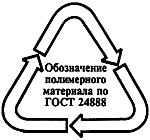 Обозначение
полимерного
материала по
ГОСТ 24888